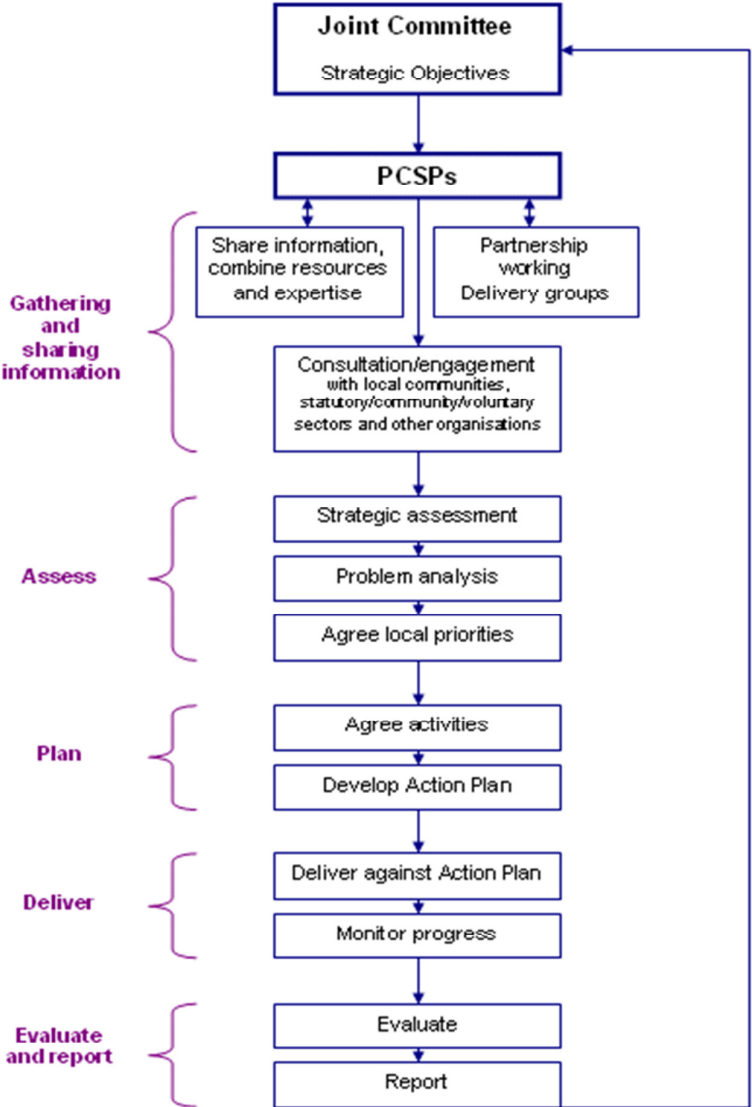 Joint Committee
Strategic Objectives
PCSPs
Share information,
combine resources
and expertise
Partnership
working
Delivery groups
Gathering
and
sharing
information
Consultation/engagement
with local communities,
statutory/community/voluntary
sectors and other organisations
Assess
Strategic assessment
Problem analysis
Agree local priorities
Plan
Agree activities
Develop Action Plan
Deliver
Deliver against Action Plan
Monitor progress
Evaluate
and report
Evaluate
Report